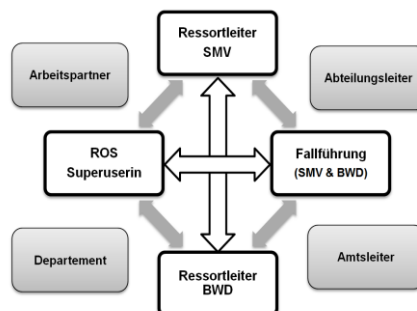 Ressortleiter
SMV
Arbeitspartner
Abteilungsleiter
ROS
Superuserin
Fallführung
(SMV & BWD)
Departement
Amtsleiter
Ressortleiter
BWD